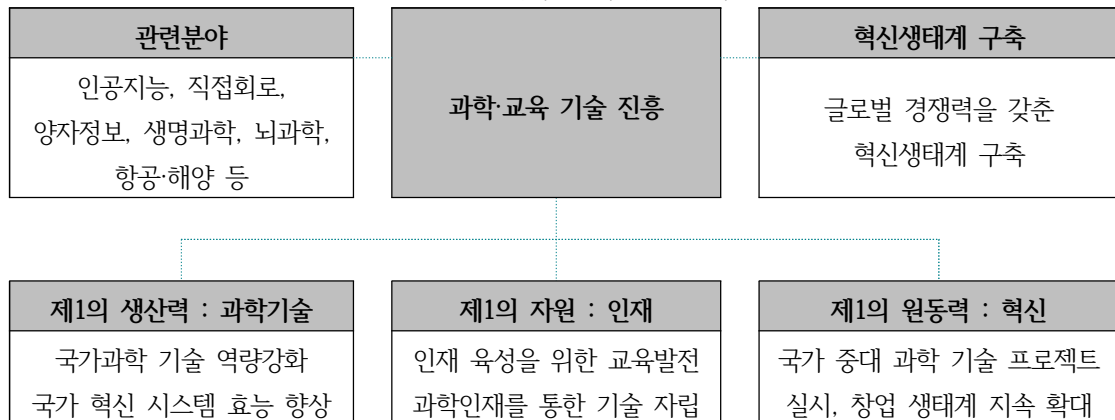 관련분야
인공지능, 직접회로,
양자정보, 생명과학, 뇌과학,
항공·해양 등
과학·교육 기술 진흥
혁신생태계 구축
글로벌 경쟁력을 갖춘
혁신생태계 구축
제1의 생산력 : 과학기술
국가과학 기술 역량강화
국가 혁신 시스템 효능 향상
제1의 자원 : 인재
인재 육성을 위한 교육발전
과학인재를 통한 기술 자립
제1의 원동력 : 혁신
국가 중대 과학 기술 프로젝트
실시, 창업 생태계 지속 확대